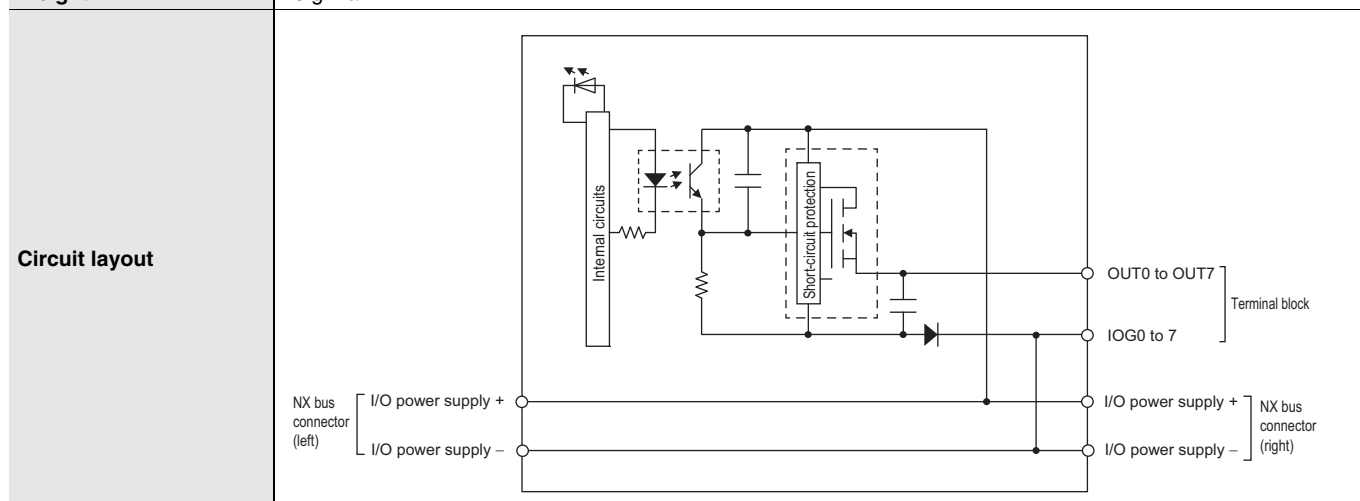 Circuit layout
Internal circuits
Short-circuit protection
OUT0 to OUT7
Terminal block
IOG0 to 7
NX bus
connector
(left)
I/O power supply +
I/O power supply –
I/O power supply +
I/O power supply –
NX bus
connector
(right)